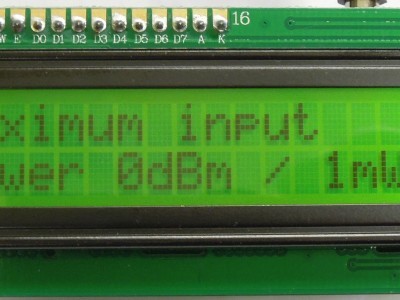 16
W E D0 D1 D2 D3 D4 D5 D6 D7 A K
ximum input
wer 0dBm / 1mW